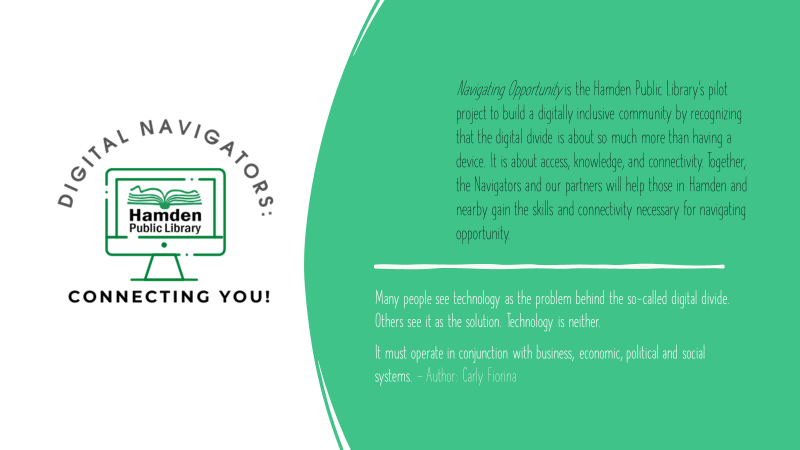 DIGITAL NAVIGATORS:
Hamden
Public Library
CONNECTING YOU!
Navigating Opportunity is the Hamden Public Library's pilot
project to build a digitally inclusive community by recognizing
that the digital divide is about so much more than having a
device. It is about access, knowledge, and connectivity. Together,
the Navigators and our partners will help those in Hamden and
nearby gain the skills and connectivity necessary for navigating
opportunity.
Many people see technology as the problem behind the so-called digital divide.
Others see it as the solution. Technology is neither.
It must operate in conjunction with business, economic, political and social
systems. - Author: Carly Fiorina